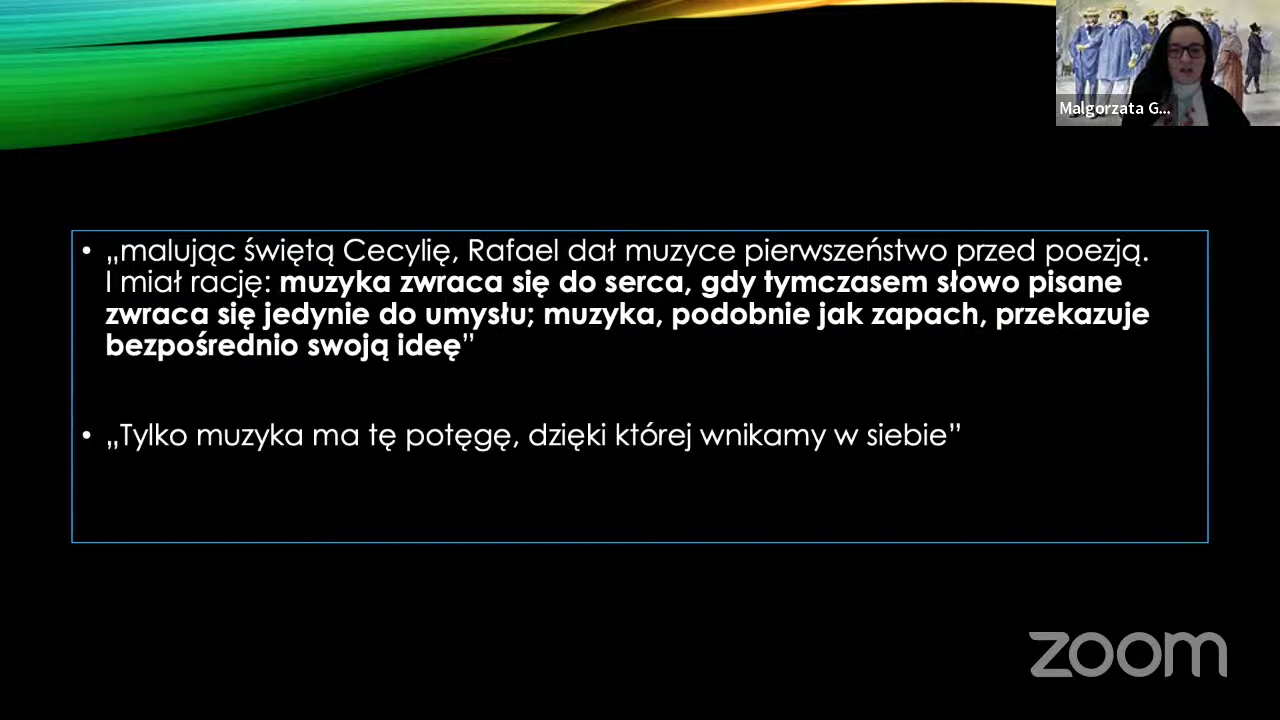 Malgorzata G...
• „malując świętą Cecylię, Rafael dał muzyce pierwszeństwo przed poezją.
I miał rację: muzyka zwraca się do serca, gdy tymczasem słowo pisane
zwraca się jedynie do umysłu; muzyka, podobnie jak zapach, przekazuje
bezpośrednio swoją ideę”
• „Tylko muzyka ma tę potęgę, dzięki której wnikamy w siebie”
zoom